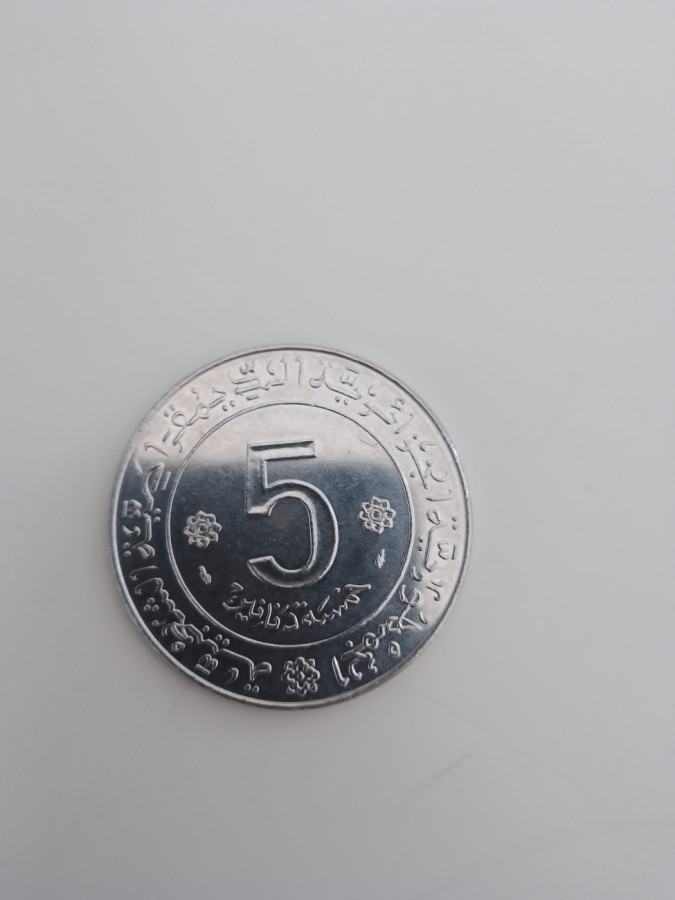 الجمهورية الجزائرية الديمقراطية الشعبية
5
خمسة دنانير